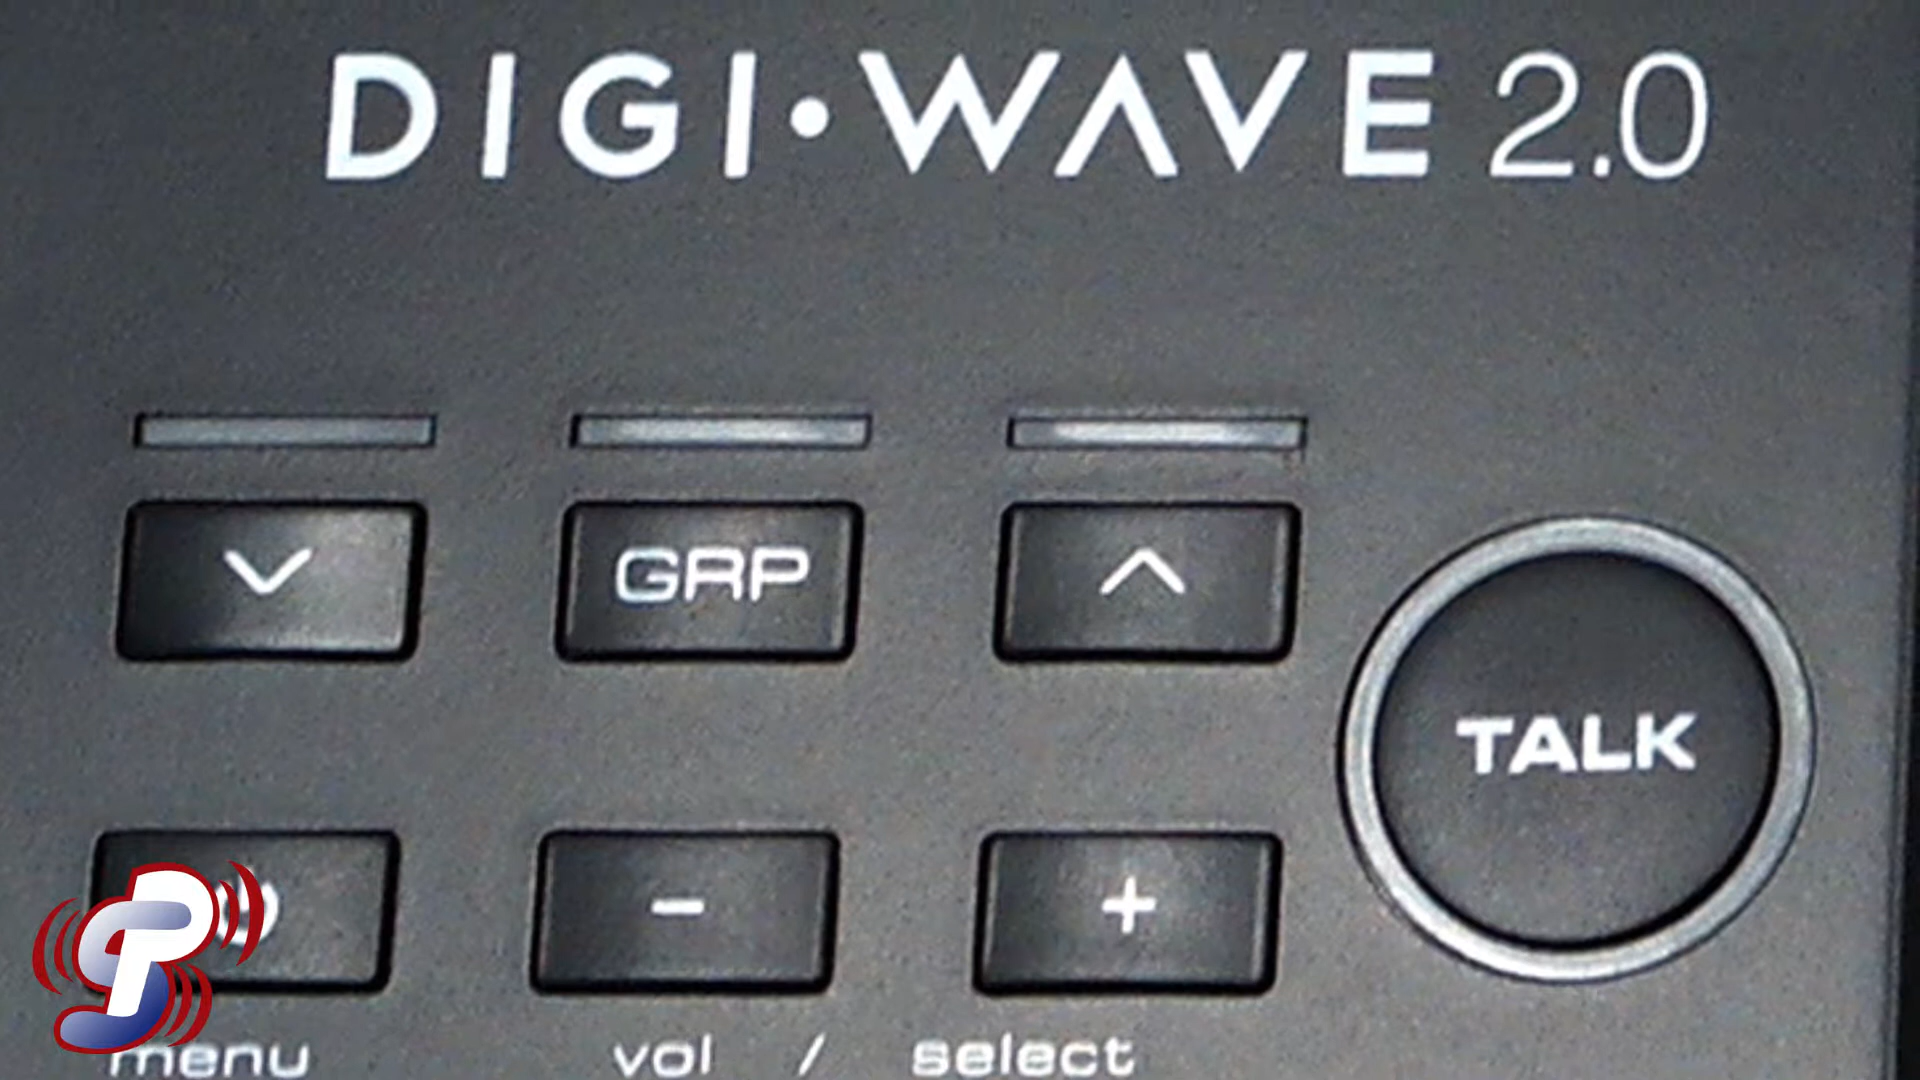 DIGI•WAVE 2.0
GRP
TALK
− +
menu vol / select